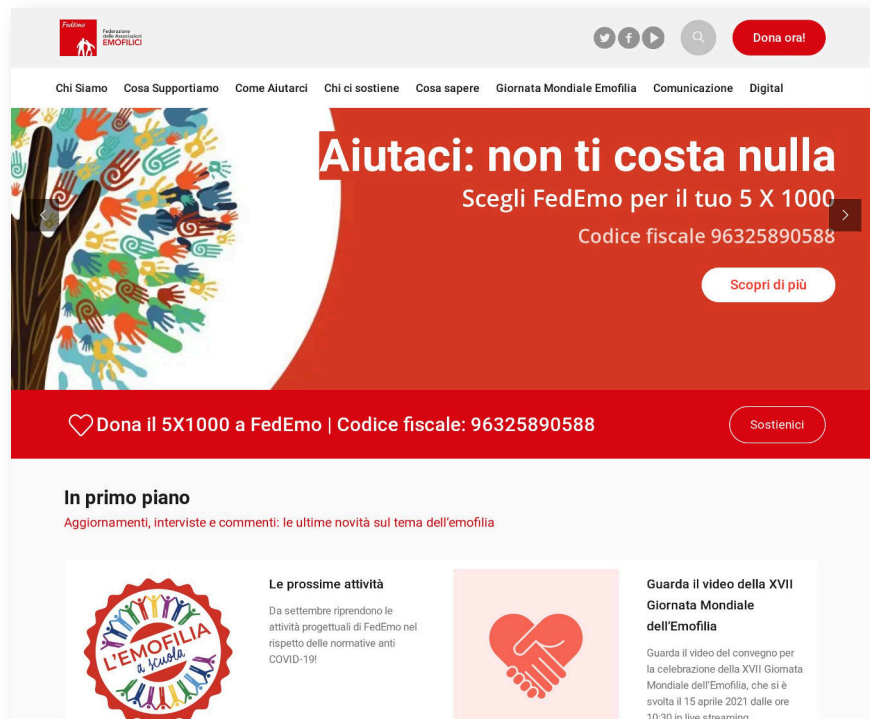 FedEmo
Federazione
delle Associazioni
EMOFILICI
Dona ora!
Chi Siamo Cosa Supportiamo Come Aiutarci Chi ci sostiene Cosa sapere Giornata Mondiale Emofilia Comunicazione Digital
Aiutaci: non ti costa nulla
Scegli FedEmo per il tuo 5 X 1000
Codice fiscale 96325890588
Scopri di più
Dona il 5X1000 a FedEmo | Codice fiscale: 96325890588
Sostienici
In primo piano
Aggiornamenti, interviste e commenti: le ultime novità sul tema dell'emofilia
L'EMOFILIA
a scuola
Le prossime attività
Da settembre riprendono le
attività progettuali di FedEmo nel
rispetto delle normative anti
COVID-19!
Guarda il video della XVII
Giornata Mondiale
dell'Emofilia
Guarda il video del convegno per
la celebrazione della XVII Giornata
Mondiale dell'Emofilia, che si è
svolta il 15 aprile 2021 dalle ore
10:30 in live streaming